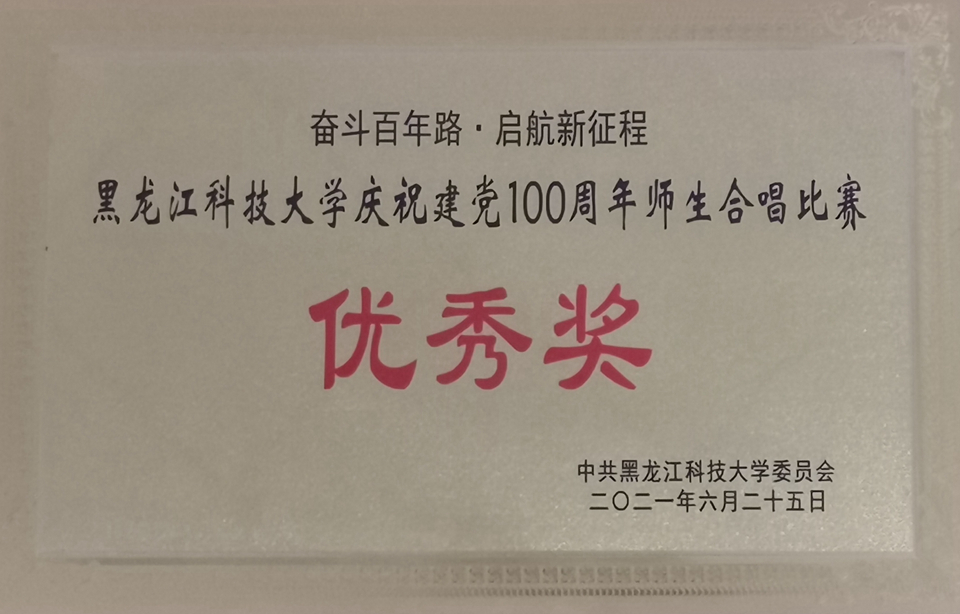 奋斗百年路·启航新征程
黑龙江科技大学庆祝建党100周年师生合唱比赛
优秀奖
中共黑龙江科技大学委员会
二〇二一年六月二十五日